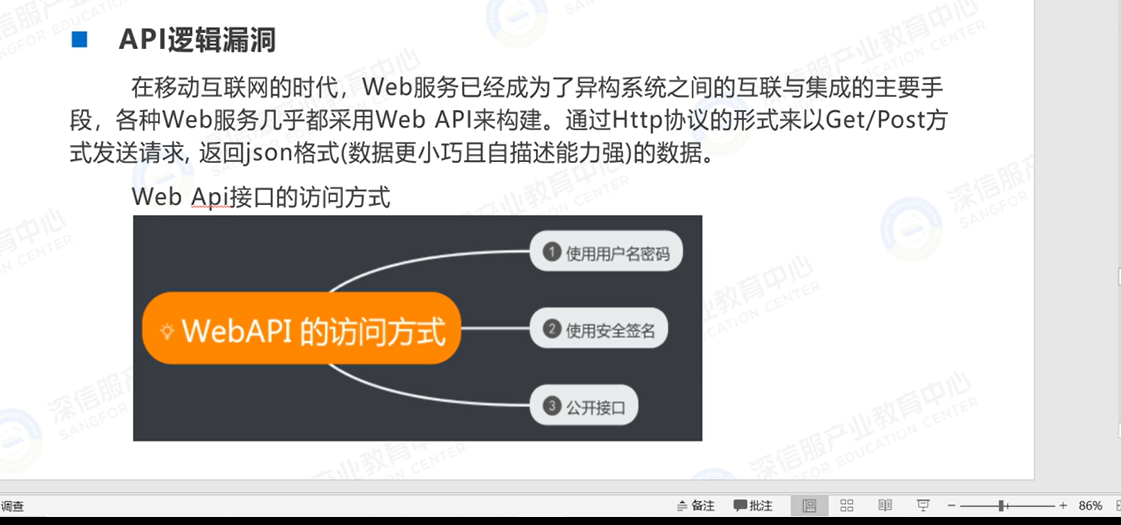 API逻辑漏洞
在移动互联网的时代，Web服务已经成为了异构系统之间的互联与集成的主要手
段，各种Web服务几乎都采用Web API来构建。通过Http协议的形式来以Get/Post方
式发送请求, 返回json格式(数据更小巧且自描述能力强)的数据。
Web Api接口的访问方式
1 使用用户名密码
WebAPI 的访问方式
2 使用安全签名
3 公开接口
深信服产业教育中心
SANGFOR EDUCATION CENTER
调查
备注 批注 86%